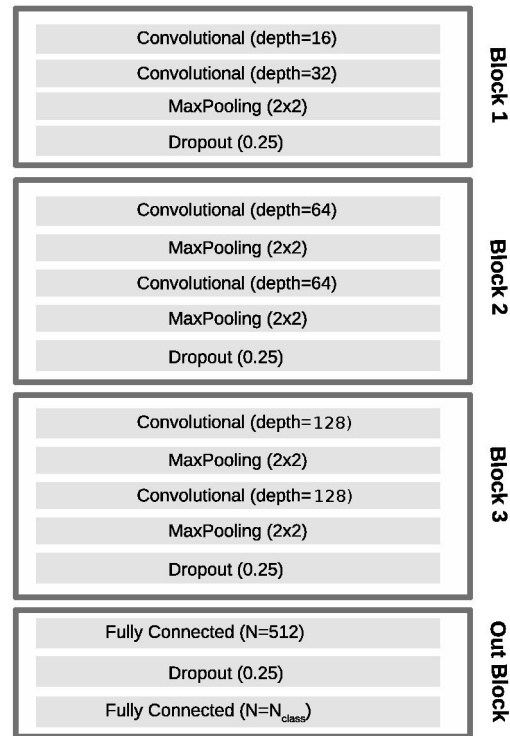 Convolutional (depth=16)
Convolutional (depth=32)
MaxPooling (2x2)
Dropout (0.25)
Block 1
Convolutional (depth=64)
MaxPooling (2x2)
Convolutional (depth=64)
MaxPooling (2x2)
Dropout (0.25)
Block 2
Convolutional (depth=128)
MaxPooling (2x2)
Convolutional (depth=128)
MaxPooling (2x2)
Dropout (0.25)
Block 3
Fully Connected (N=512)
Dropout (0.25)
Fully Connected (N=N_class)
Out Block